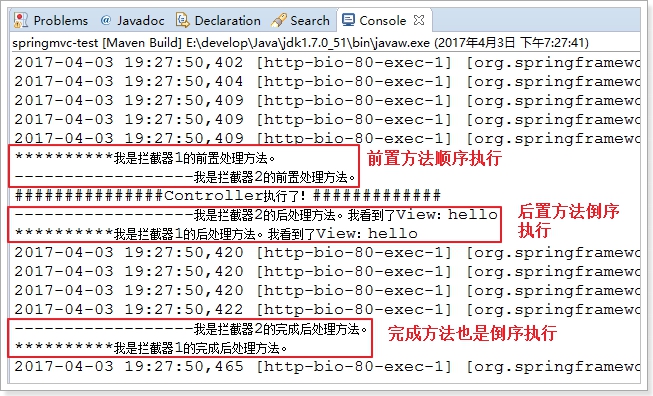 Problems @ Javadoc Declaration Search Console
springmvc-test [Maven Build] E:\develop\Java\jdk1.7.0_51\bin\javaw.exe (2017年4月3日 下午7:27:41)
2017-04-03 19:27:50,402 [http-bio-80-exec-1] [org.springframewo
2017-04-03 19:27:50,404 [http-bio-80-exec-1] [org.springframewo
2017-04-03 19:27:50,409 [http-bio-80-exec-1] [org.springframewo
2017-04-03 19:27:50,409 [http-bio-80-exec-1] [org.springframewo
2017-04-03 19:27:50,409 [http-bio-80-exec-1] [org.springframewo
**********我是拦截器1的前置处理方法。
前置方法顺序执行
------------------我是拦截器2的前置处理方法。
###############Controller执行了！#############
------------------我是拦截器2的后处理方法。我看到了View：hello
**********我是拦截器1的后处理方法。我看到了View：hello
后置方法倒序
执行
2017-04-03 19:27:50,420 [http-bio-80-exec-1] [org.springframewo
2017-04-03 19:27:50,420 [http-bio-80-exec-1] [org.springframewo
2017-04-03 19:27:50,420 [http-bio-80-exec-1] [org.springframewo
2017-04-03 19:27:50,422 [http-bio-80-exec-1] [org.springframewo
------------------我是拦截器2的完成后处理方法。
**********我是拦截器1的完成后处理方法。
完成方法也是倒序执行
2017-04-03 19:27:50,465 [http-bio-80-exec-1] [org.springframewo